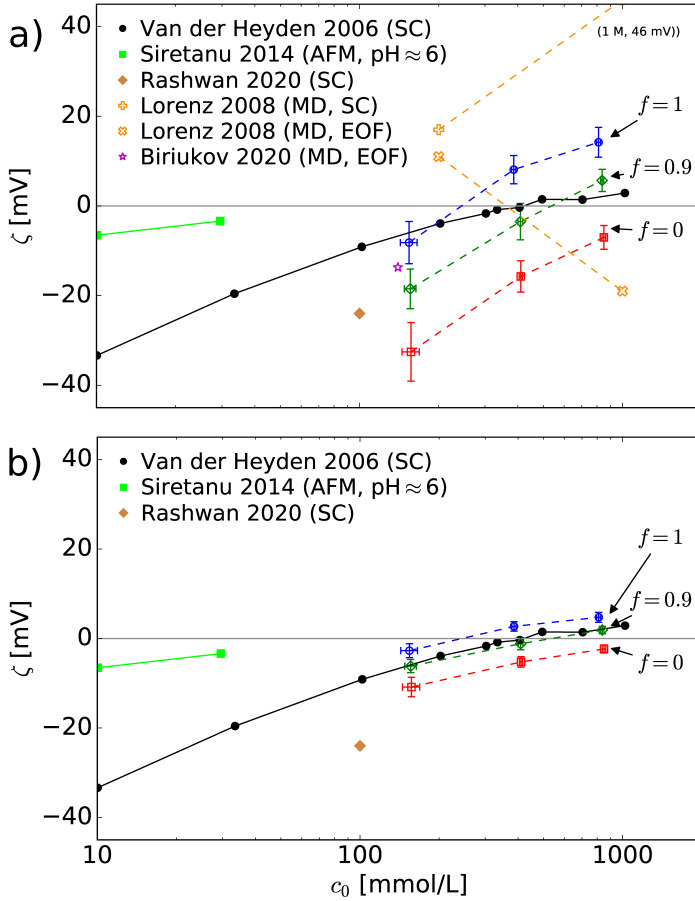 a)
Van der Heyden 2006 (SC)
Siretanu 2014 (AFM, pH ≈ 6)
Rashwan 2020 (SC)
Lorenz 2008 (MD, SC)
Lorenz 2008 (MD, EOF)
Biriukov 2020 (MD, EOF)
(1 M, 46 mV))
f = 1
f = 0.9
f = 0
40
20
0
−20
−40
ζ [mV]
b)
Van der Heyden 2006 (SC)
Siretanu 2014 (AFM, pH ≈ 6)
Rashwan 2020 (SC)
f = 1
f = 0.9
f = 0
40
20
0
−20
−40
ζ [mV]
10 100 1000
c₀ [mmol/L]